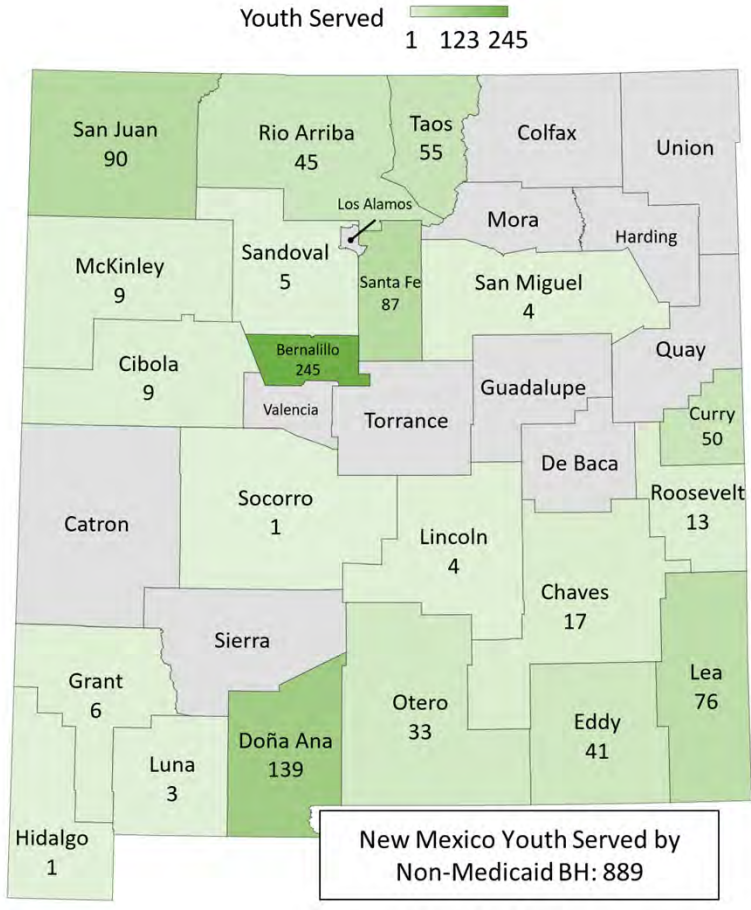 Youth Served
1 123 245
San Juan
90
Rio Arriba
45
Taos
55
Colfax
Union
Los Alamos
Mora
Harding
McKinley
9
Sandoval
5
Santa Fe
87
San Miguel
4
Cibola
9
Bernalillo
245
Quay
Guadalupe
Valencia
Torrance
Curry
50
De Baca
Catron
Socorro
1
Roosevelt
13
Lincoln
4
Chaves
17
Sierra
Grant
6
Otero
33
Lea
76
Doña Ana
139
Eddy
41
Luna
3
Hidalgo
1
New Mexico Youth Served by
Non-Medicaid BH: 889